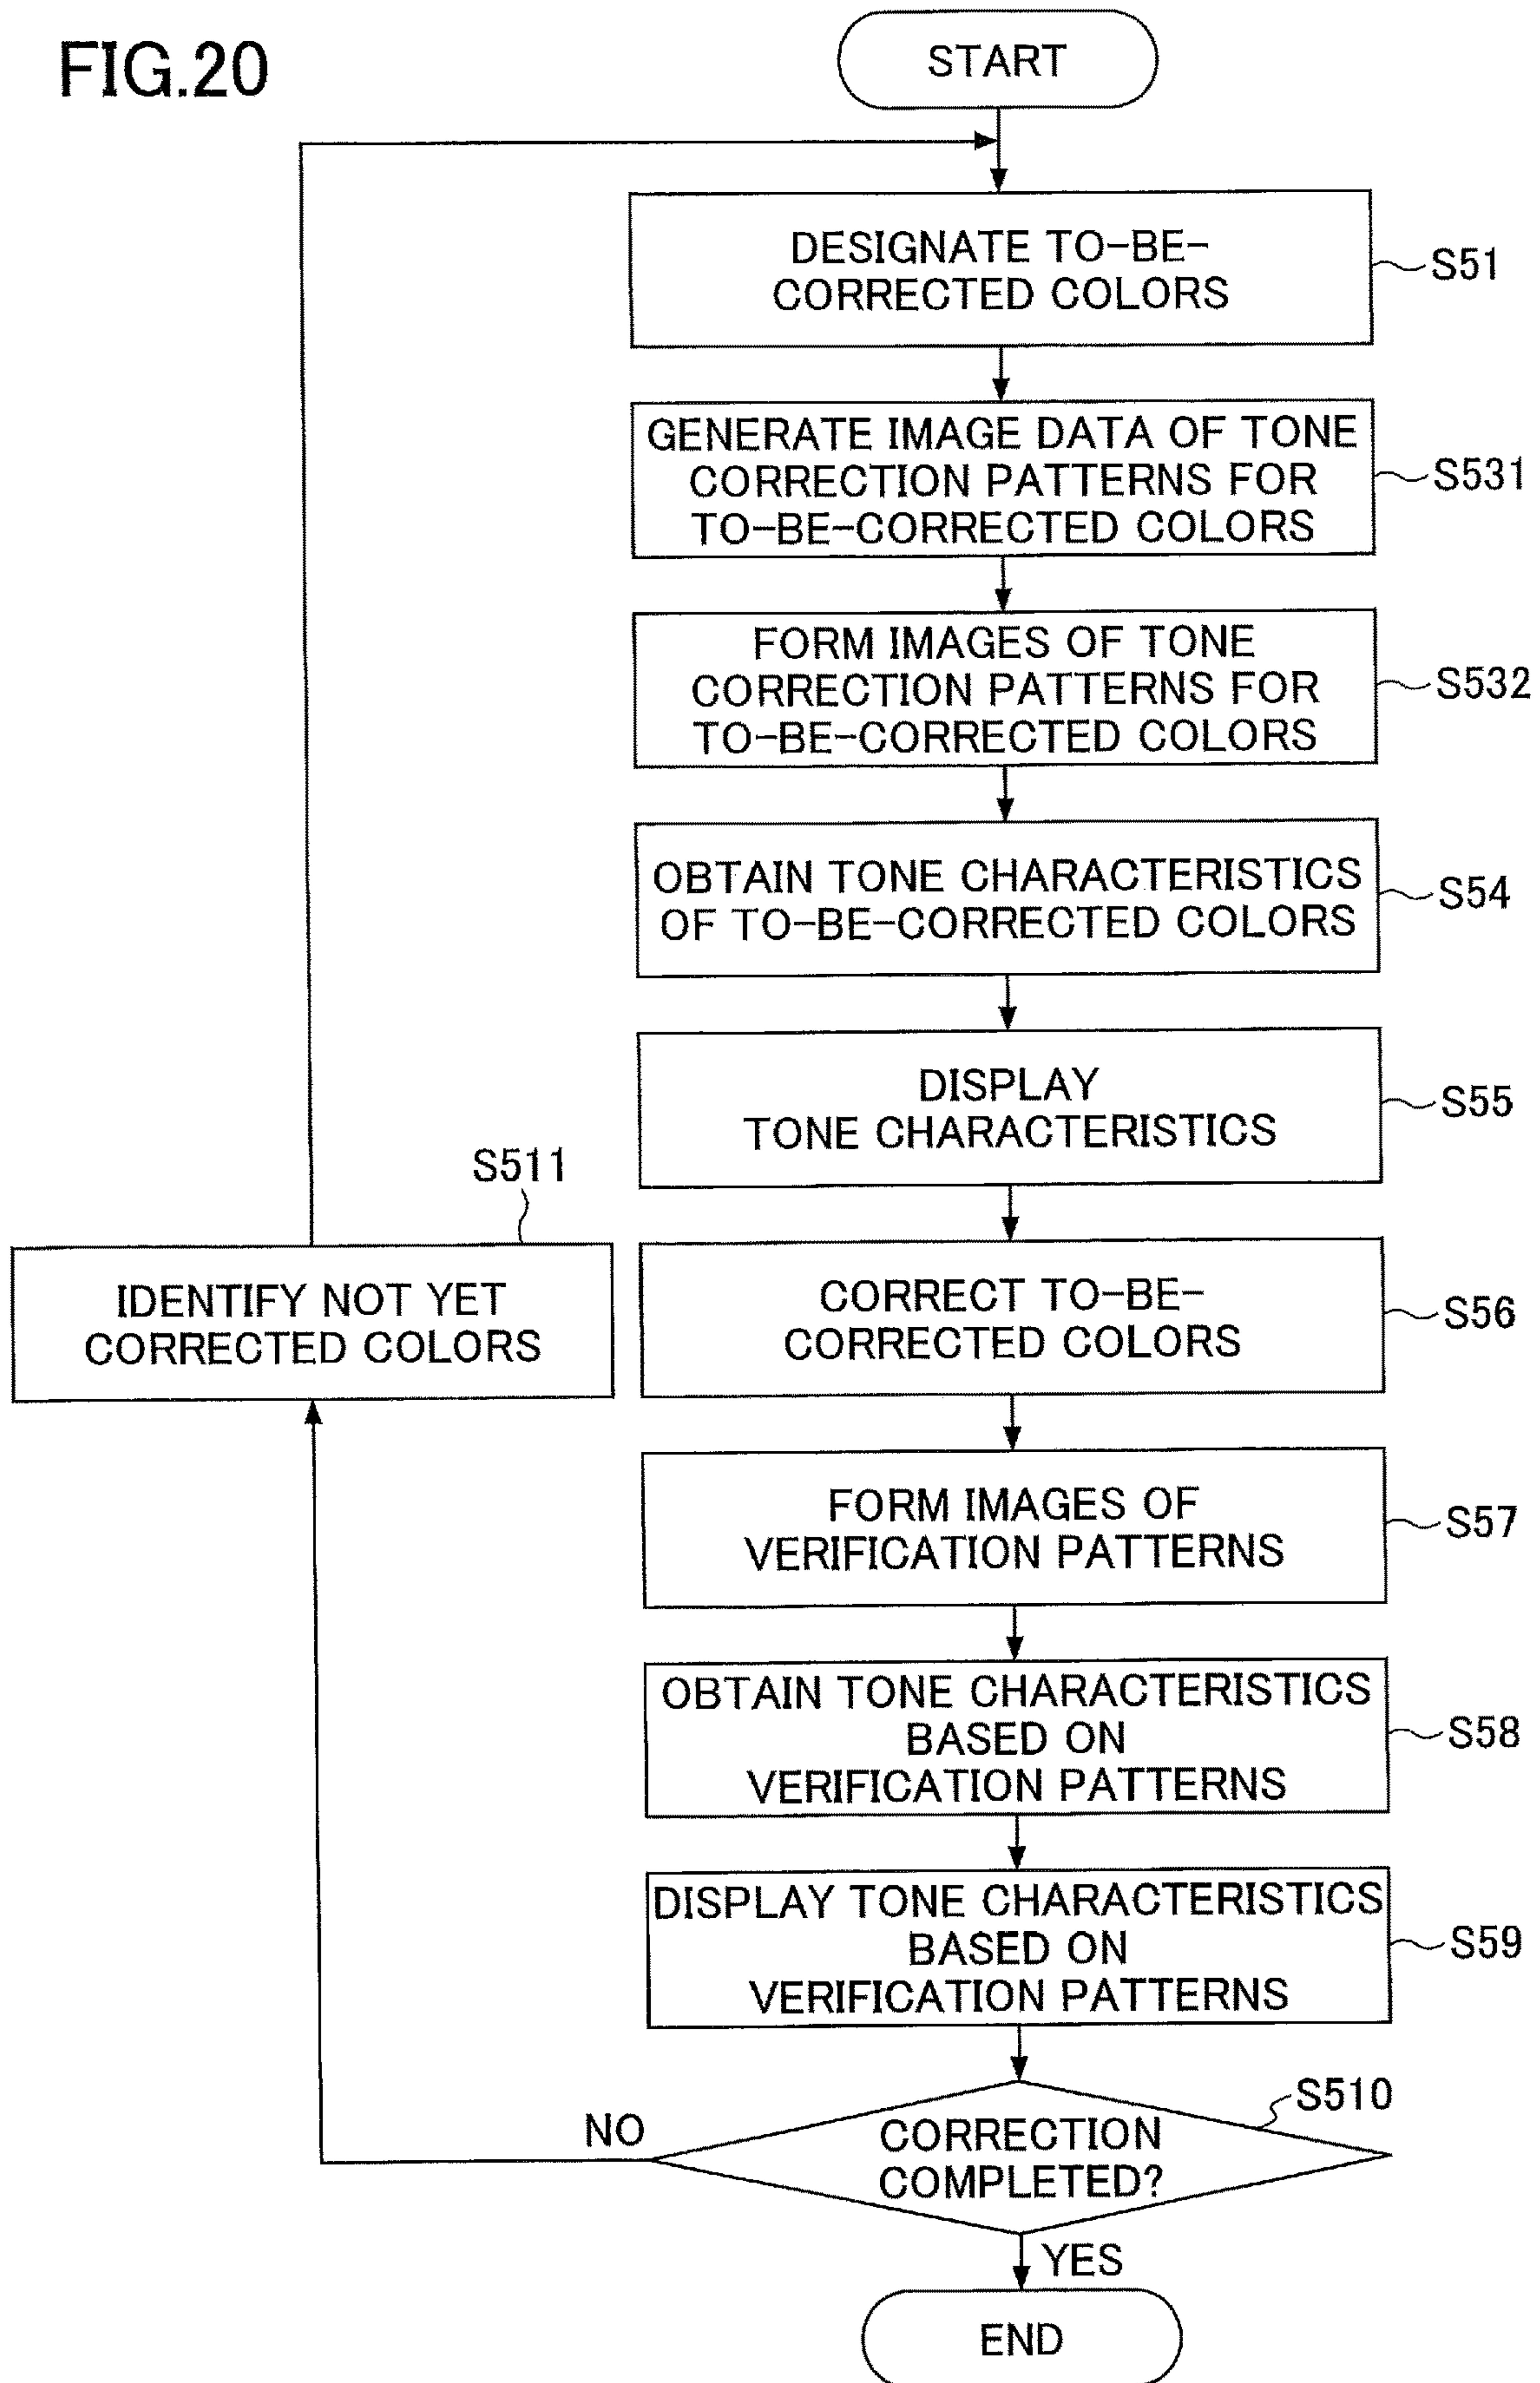 FIG.20
START
DESIGNATE TO-BE-
CORRECTED COLORS
S51
GENERATE IMAGE DATA OF TONE
CORRECTION PATTERNS FOR
TO-BE-CORRECTED COLORS
S531
FORM IMAGES OF TONE
CORRECTION PATTERNS FOR
TO-BE-CORRECTED COLORS
S532
OBTAIN TONE CHARACTERISTICS
OF TO-BE-CORRECTED COLORS
S54
DISPLAY
TONE CHARACTERISTICS
S55
S511
IDENTIFY NOT YET
CORRECTED COLORS
CORRECT TO-BE-
CORRECTED COLORS
S56
FORM IMAGES OF
VERIFICATION PATTERNS
S57
OBTAIN TONE CHARACTERISTICS
BASED ON
VERIFICATION PATTERNS
S58
DISPLAY TONE CHARACTERISTICS
BASED ON
VERIFICATION PATTERNS
S59
S510
NO
CORRECTION
COMPLETED?
YES
END